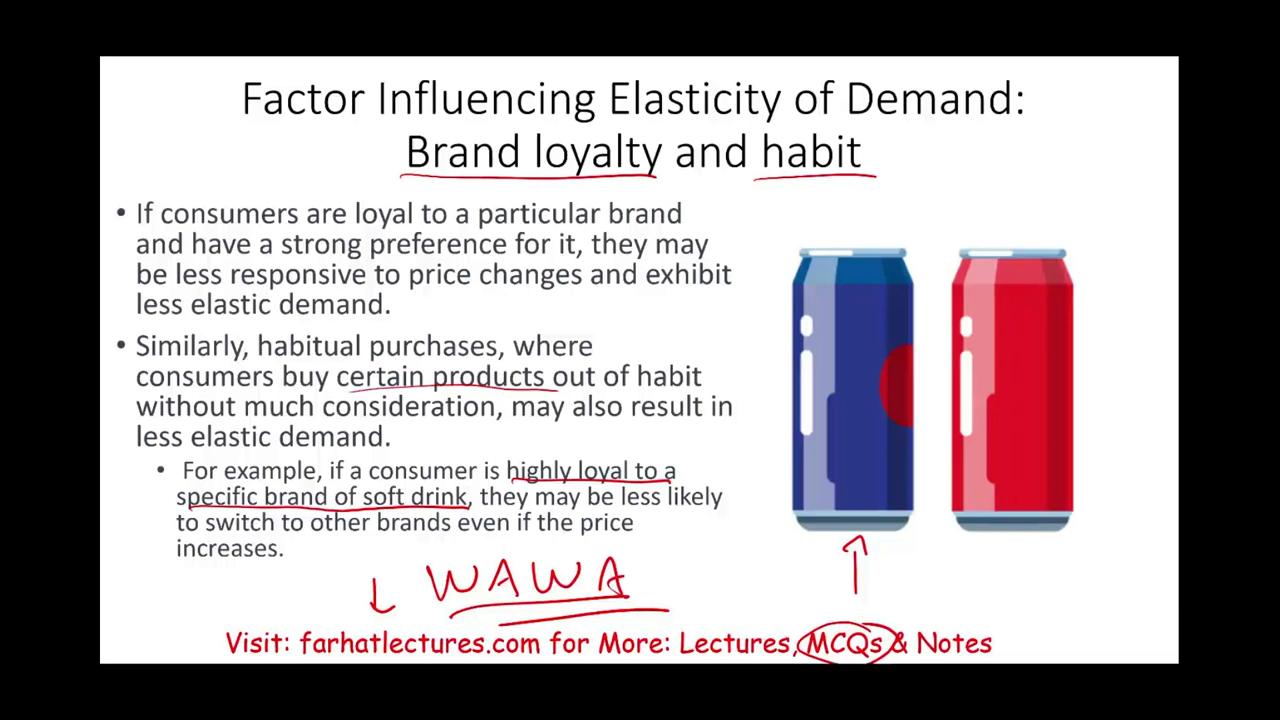 Factor Influencing Elasticity of Demand:
Brand loyalty and habit
• If consumers are loyal to a particular brand
and have a strong preference for it, they may
be less responsive to price changes and exhibit
less elastic demand.
• Similarly, habitual purchases, where
consumers buy certain products out of habit
without much consideration, may also result in
less elastic demand.
• For example, if a consumer is highly loyal to a
specific brand of soft drink, they may be less likely
to switch to other brands even if the price
increases.
WAWA
Visit: farhatlectures.com for More: Lectures, MCQs & Notes